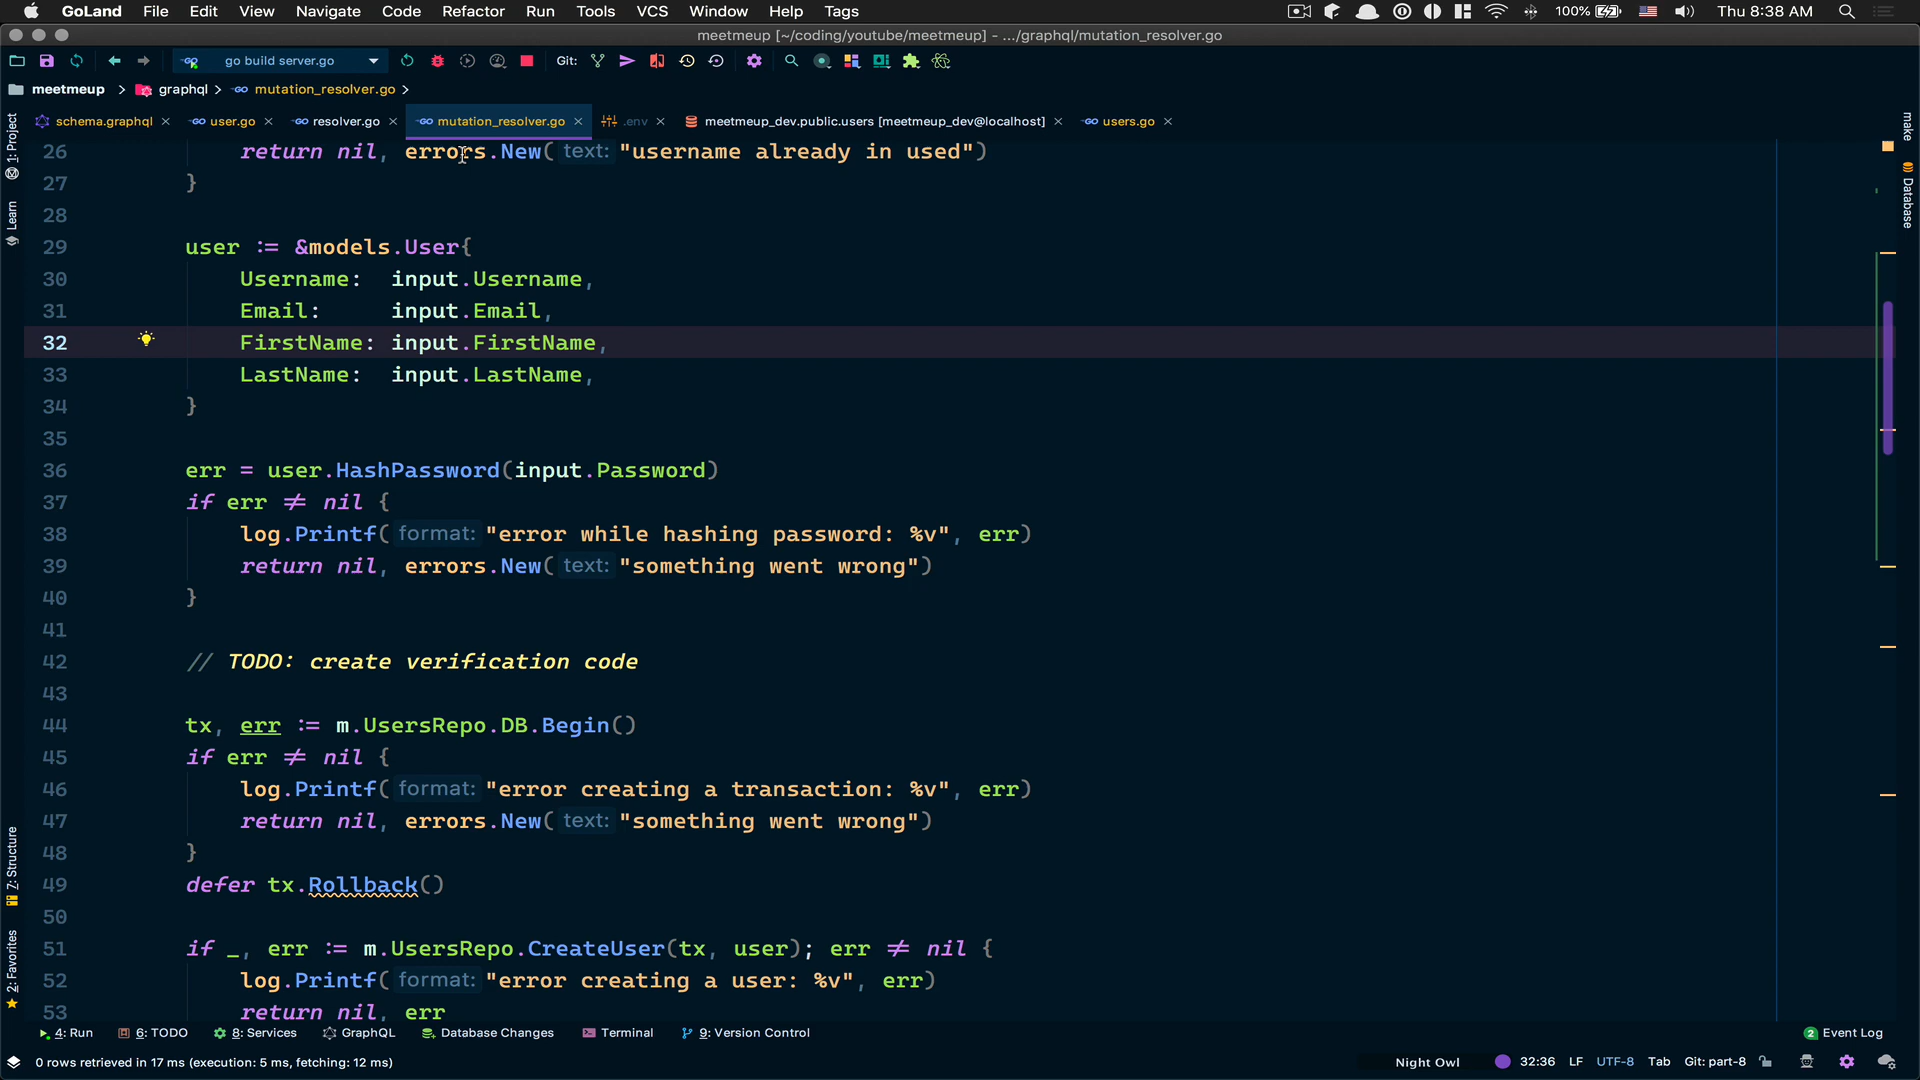 GoLand File Edit View Navigate Code Refactor Run Tools VCS Window Help Tags 100% Thu 8:38 AM
meetmeup [~/coding/youtube/meetmeup] - .../graphql/mutation_resolver.go
go build server.go Git:
meetmeup graphql mutation_resolver.go
schema.graphql user.go resolver.go mutation_resolver.go .env meetmeup_dev.public.users [meetmeup_dev@localhost] users.go
1: Project
Learn
7: Structure
2: Favorites
make
Database
26 return nil, errors.New( text: "username already in used")
27 }
28
29 user := &models.User{
30 Username: input.Username,
31 Email: input.Email,
32 FirstName: input.FirstName,
33 LastName: input.LastName,
34 }
35
36 err = user.HashPassword(input.Password)
37 if err ≠ nil {
38 log.Printf( format: "error while hashing password: %v", err)
39 return nil, errors.New( text: "something went wrong")
40 }
41
42 // TODO: create verification code
43
44 tx, err := m.UsersRepo.DB.Begin()
45 if err ≠ nil {
46 log.Printf( format: "error creating a transaction: %v", err)
47 return nil, errors.New( text: "something went wrong")
48 }
49 defer tx.Rollback()
50
51 if _, err := m.UsersRepo.CreateUser(tx, user); err ≠ nil {
52 log.Printf( format: "error creating a user: %v", err)
53 return nil, err
4: Run 6: TODO 8: Services GraphQL Database Changes Terminal 9: Version Control 2 Event Log
0 rows retrieved in 17 ms (execution: 5 ms, fetching: 12 ms) Night Owl 32:36 LF UTF-8 Tab Git: part-8